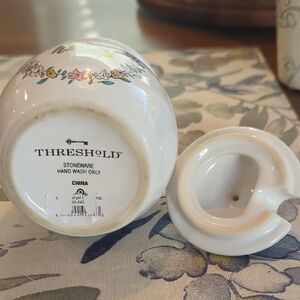 THRESHOLD
STONEWARE
HAND WASH ONLY
CHINA